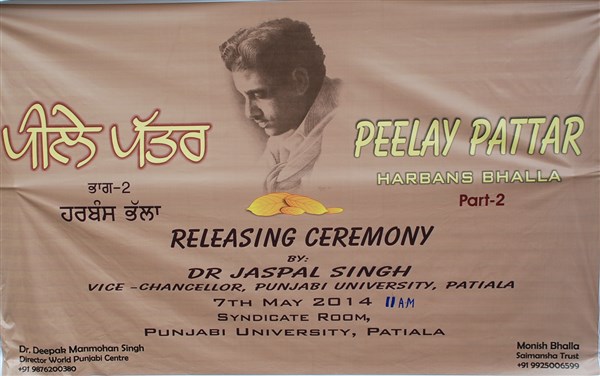 ਪੀਲੇ ਪੱਤਰ
ਭਾਗ-2
ਹਰਬੰਸ ਭੱਲਾ
PEELAY PATTAR
HARBANS BHALLA
Part-2
RELEASING CEREMONY
BY:
DR JASPAL SINGH
VICE -CHANCELLOR, PUNJABI UNIVERSITY, PATIALA
7TH MAY 2014 11 AM
SYNDICATE ROOM,
PUNJABI UNIVERSITY, PATIALA
Dr. Deepak Manmohan Singh
Director World Punjabi Centre
+91 9876200380
Monish Bhalla
Saimansha Trust
+91 9925006599